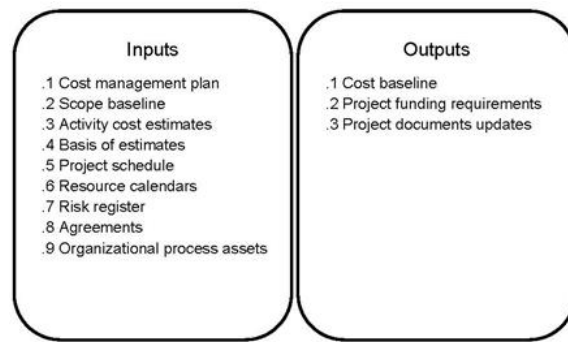 Inputs
.1 Cost management plan
.2 Scope baseline
.3 Activity cost estimates
.4 Basis of estimates
.5 Project schedule
.6 Resource calendars
.7 Risk register
.8 Agreements
.9 Organizational process assets
Outputs
.1 Cost baseline
.2 Project funding requirements
.3 Project documents updates